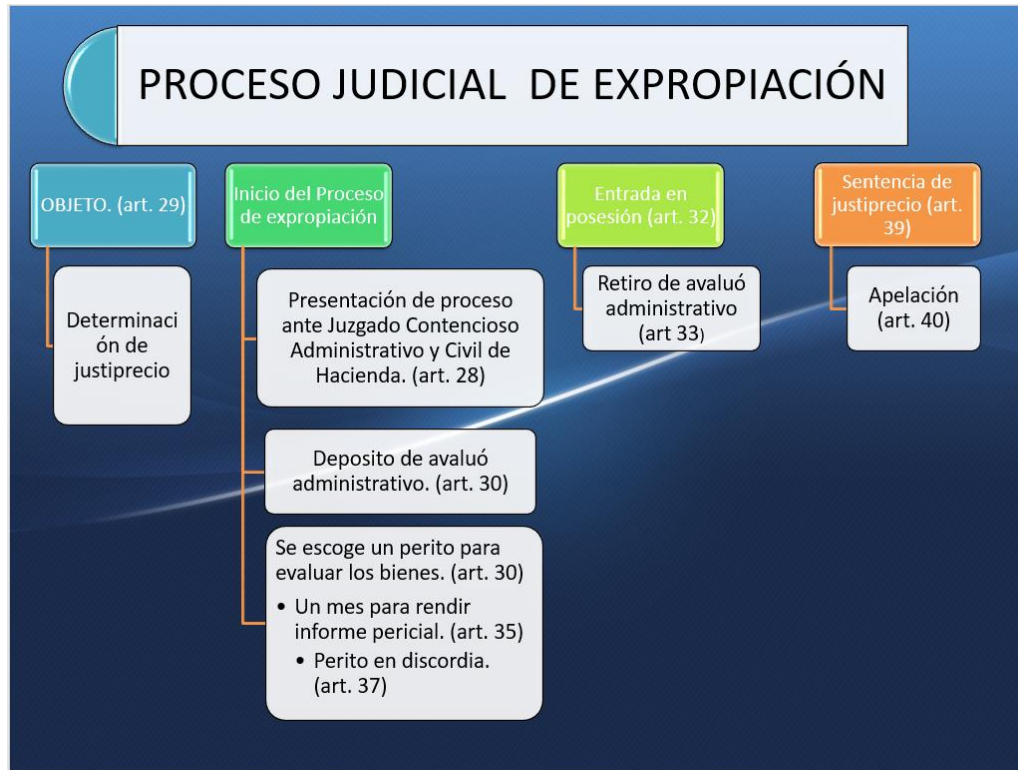 PROCESO JUDICIAL DE EXPROPIACIÓN
OBJETO. (art. 29)
Determinaci
ón de
justiprecio
Inicio del Proceso
de expropiación
Presentación de proceso
ante Juzgado Contencioso
Administrativo y Civil de
Hacienda. (art. 28)
Deposito de avaluó
administrativo. (art. 30)
Se escoge un perito para
evaluar los bienes. (art. 30)
• Un mes para rendir
informe pericial. (art. 35)
• Perito en discordia.
(art. 37)
Entrada en
posesión (art. 32)
Retiro de avaluó
administrativo
(art 33)
Sentencia de
justiprecio (art.
39)
Apelación
(art. 40)